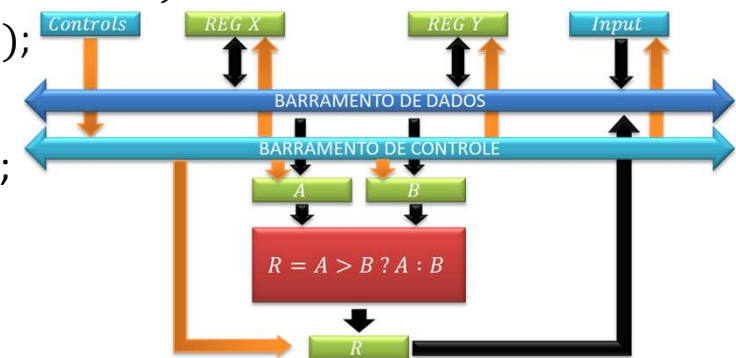 Controls REG X REG Y Input
);
BARRAMENTO DE DADOS
BARRAMENTO DE CONTROLE
;
A B
R = A > B ? A : B
R